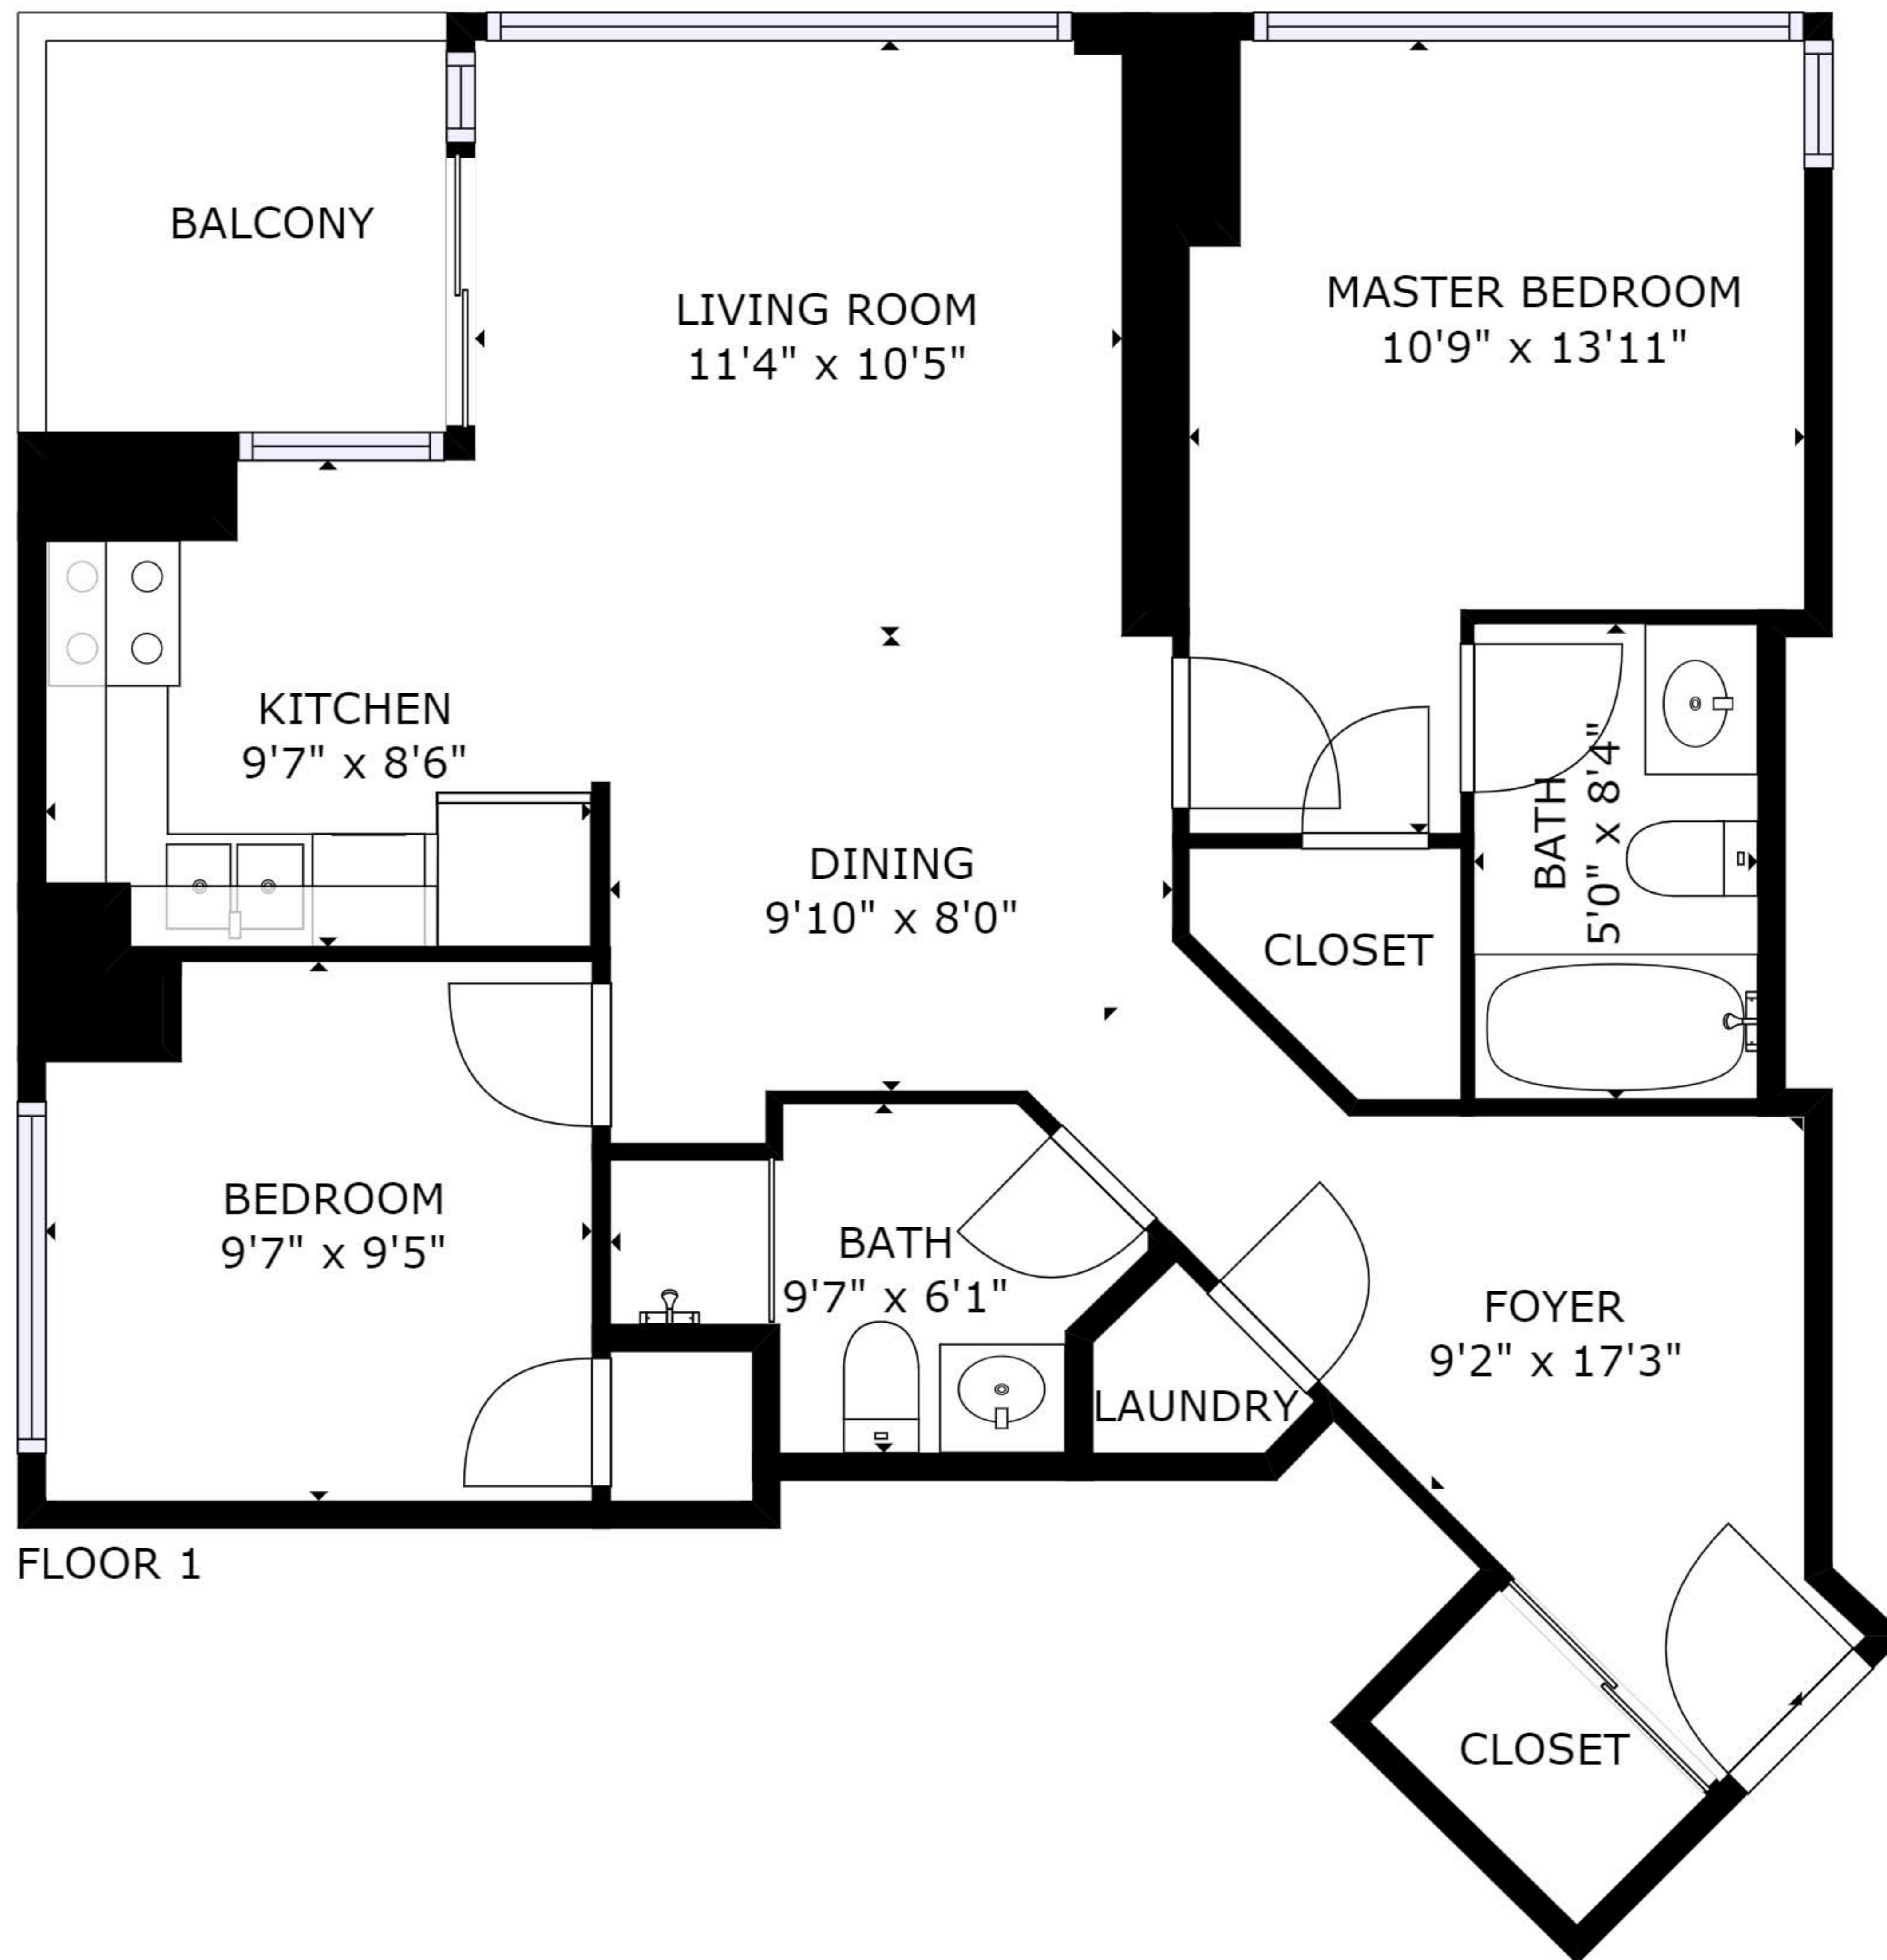 BALCONY
LIVING ROOM
11'4" x 10'5"
MASTER BEDROOM
10'9" x 13'11"
KITCHEN
9'7" x 8'6"
DINING
9'10" x 8'0"
CLOSET
BATH
5'0" x 8'4"
BEDROOM
9'7" x 9'5"
BATH
9'7" x 6'1"
LAUNDRY
FOYER
9'2" x 17'3"
CLOSET
FLOOR 1